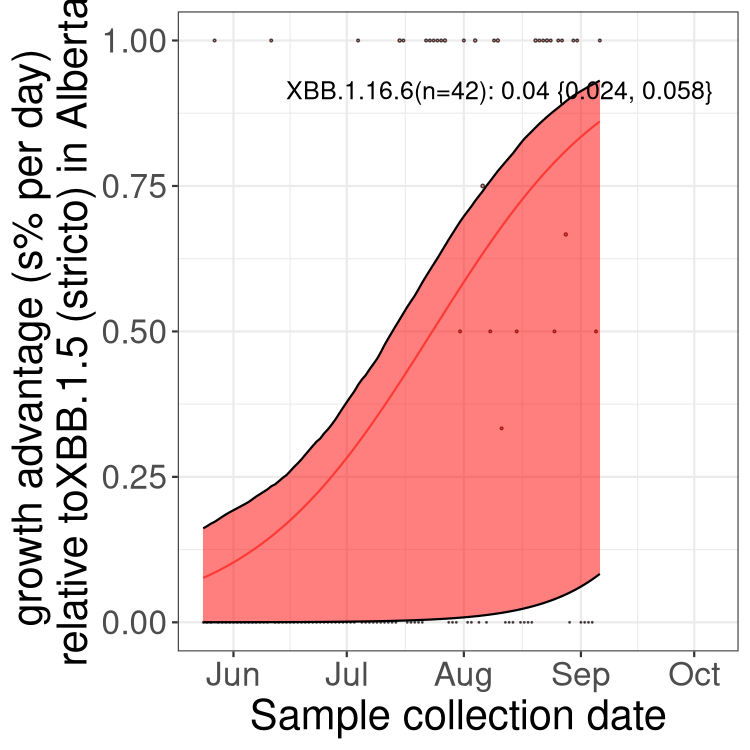 growth advantage (s% per day)
relative toXBB.1.5 (stricto) in Alberta
1.00
XBB.1.16.6(n=42): 0.04 {0.024, 0.058}
0.75
0.50
0.25
0.00
Jun Jul Aug Sep Oct
Sample collection date